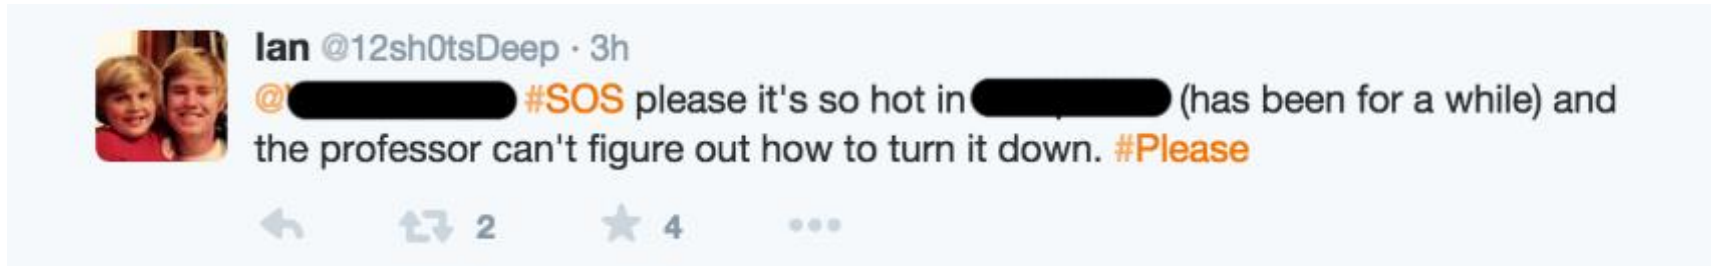 Ian @12sh0tsDeep · 3h
@ #SOS please it's so hot in (has been for a while) and
the professor can't figure out how to turn it down. #Please
2 4